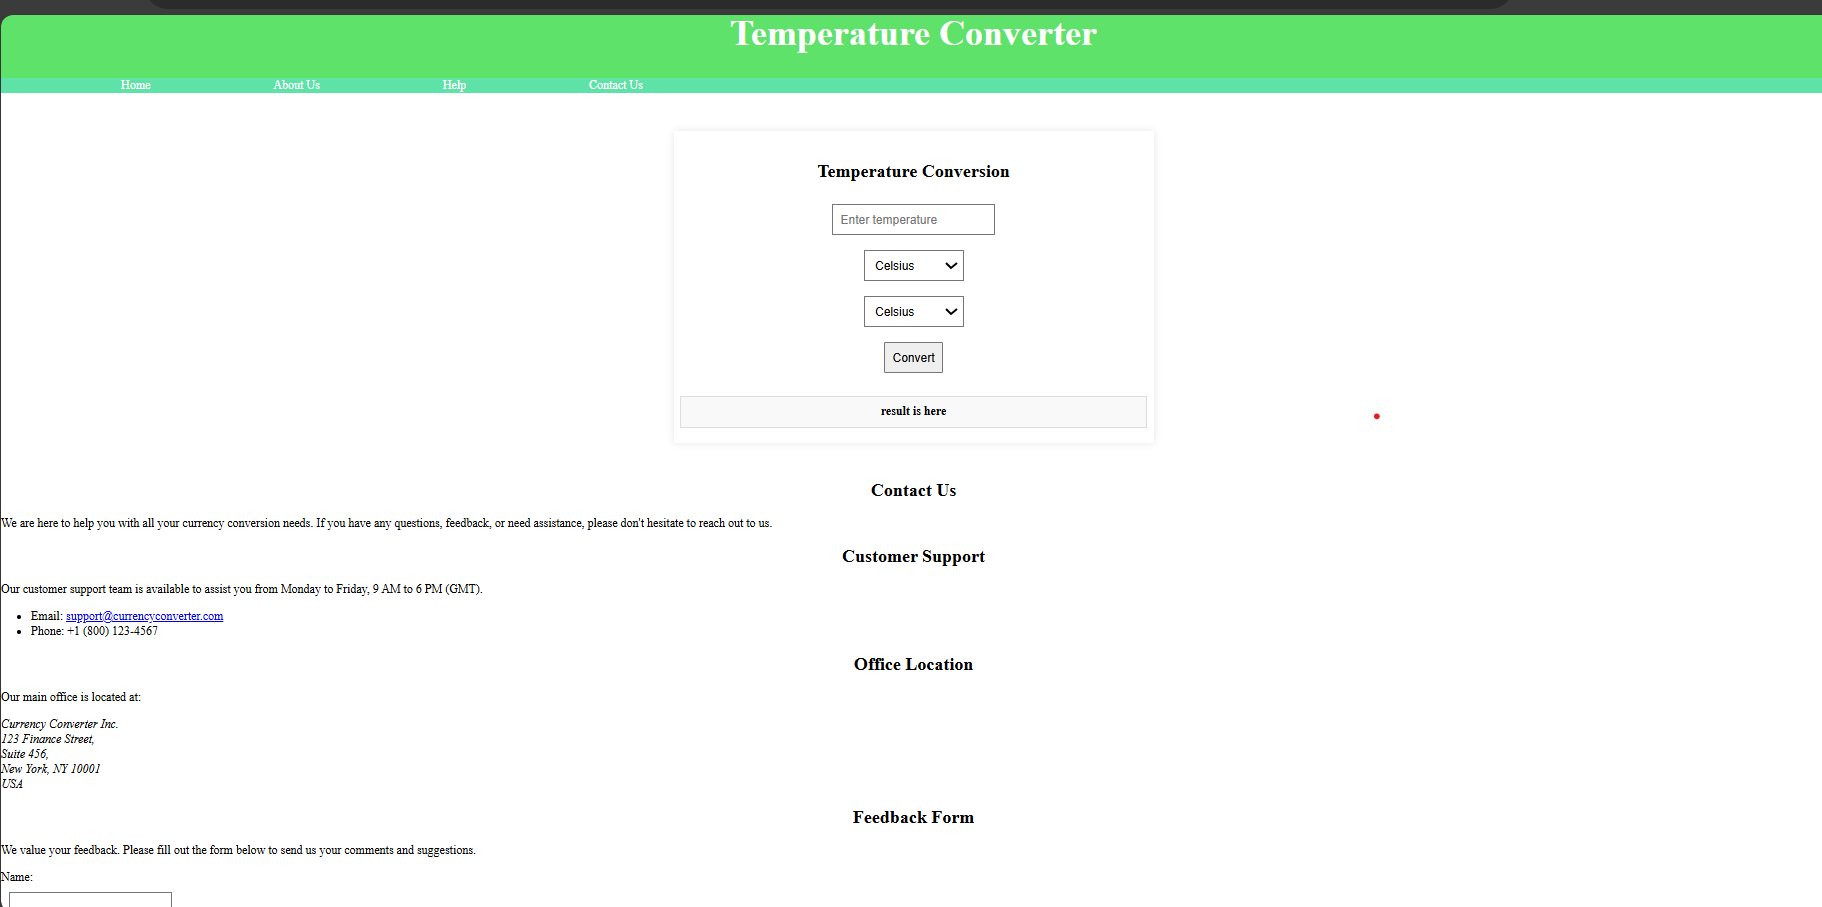 Temperature Converter
Home About Us Help Contact Us
Temperature Conversion
Enter temperature
Celsius
Celsius
Convert
result is here
Contact Us
We are here to help you with all your currency conversion needs. If you have any questions, feedback, or need assistance, please don't hesitate to reach out to us.
Customer Support
Our customer support team is available to assist you from Monday to Friday, 9 AM to 6 PM (GMT).
Email: support@currencyconverter.com
Phone: +1 (800) 123-4567
Office Location
Our main office is located at:
Currency Converter Inc.
123 Finance Street,
Suite 456,
New York, NY 10001
USA
Feedback Form
We value your feedback. Please fill out the form below to send us your comments and suggestions.
Name: